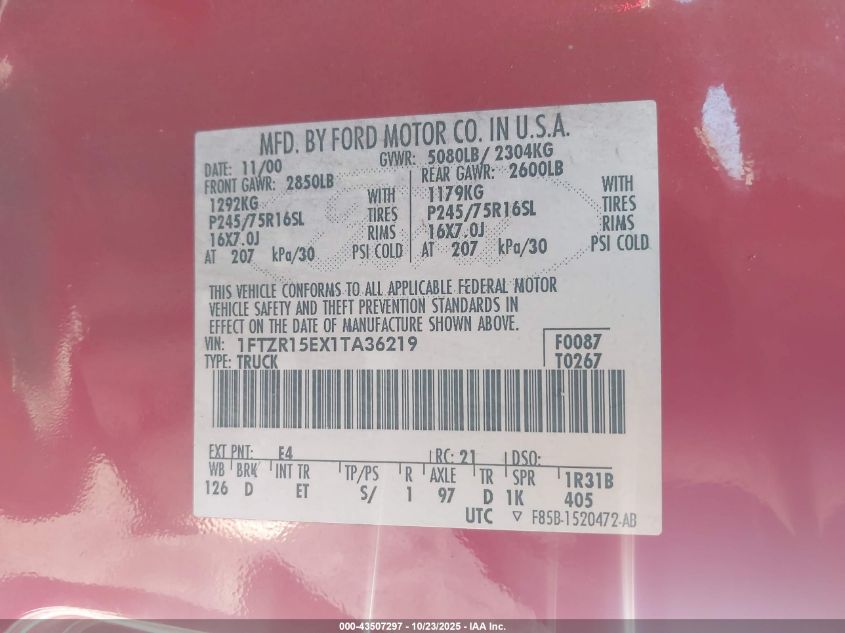 MFD. BY FORD MOTOR CO. IN U.S.A.
DATE: 11/00 GVWR: 5080LB/ 2304KG
FRONT GAWR: 2850LB REAR GAWR: 2600LB
1292KG WITH 1179KG WITH
P245/75R16SL TIRES P245/75R16SL TIRES
16X7.0J RIMS 16X7.0J RIMS
AT 207 kPa/30 PSI COLD AT 207 kPa/30 PSI COLD
THIS VEHICLE CONFORMS TO ALL APPLICABLE FEDERAL MOTOR
VEHICLE SAFETY AND THEFT PREVENTION STANDARDS IN
EFFECT ON THE DATE OF MANUFACTURE SHOWN ABOVE.
VIN: 1FTZR15EX1TA36219 F0087
TYPE: TRUCK T0267
EXT PNT: E4 RC: 21 DSO:
WB BRK INT TR TP/PS R AXLE TR SPR 1R31B
126 D ET S/ 1 97 D 1K 405
UTC ▽ F85B-1520472-AB
000-43507297 - 10/23/2025 - IAA Inc.